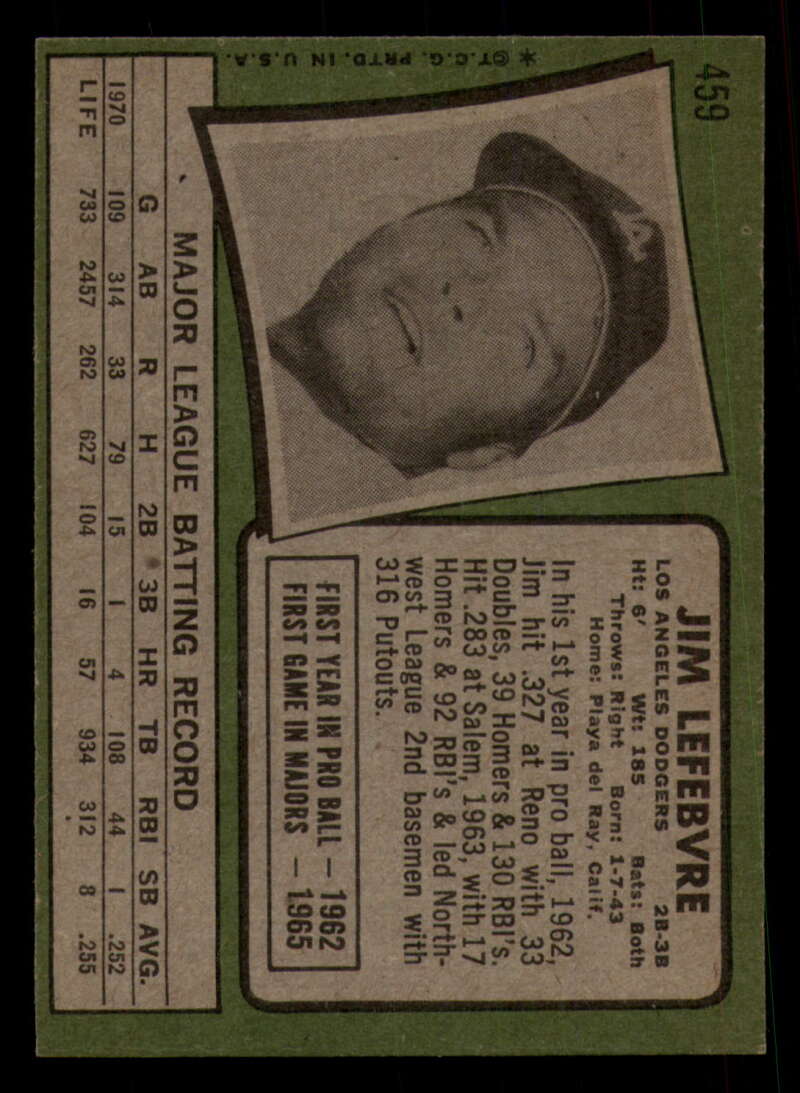 459
* ©T.C.G. PRTD. IN U.S.A.
LA
JIM LEFEBVRE
LOS ANGELES DODGERS 2B-3B
Ht: 6' Wt: 185 Bats: Both
Throws: Right Born: 1-7-43
Home: Playa del Ray, Calif.
In his 1st year in pro ball, 1962,
Jim hit .327 at Reno with 33
Doubles, 39 Homers & 130 RBI's.
Hit .283 at Salem, 1963, with 17
Homers & 92 RBI's & led North-
west League 2nd basemen with
316 Putouts.
FIRST YEAR IN PRO BALL — 1962
FIRST GAME IN MAJORS — 1965
MAJOR LEAGUE BATTING RECORD
G AB R H 2B 3B HR TB RBI SB AVG.
1970 109 314 33 79 15 1 4 108 44 1 .252
LIFE 733 2457 262 627 104 16 57 934 312 8 .255